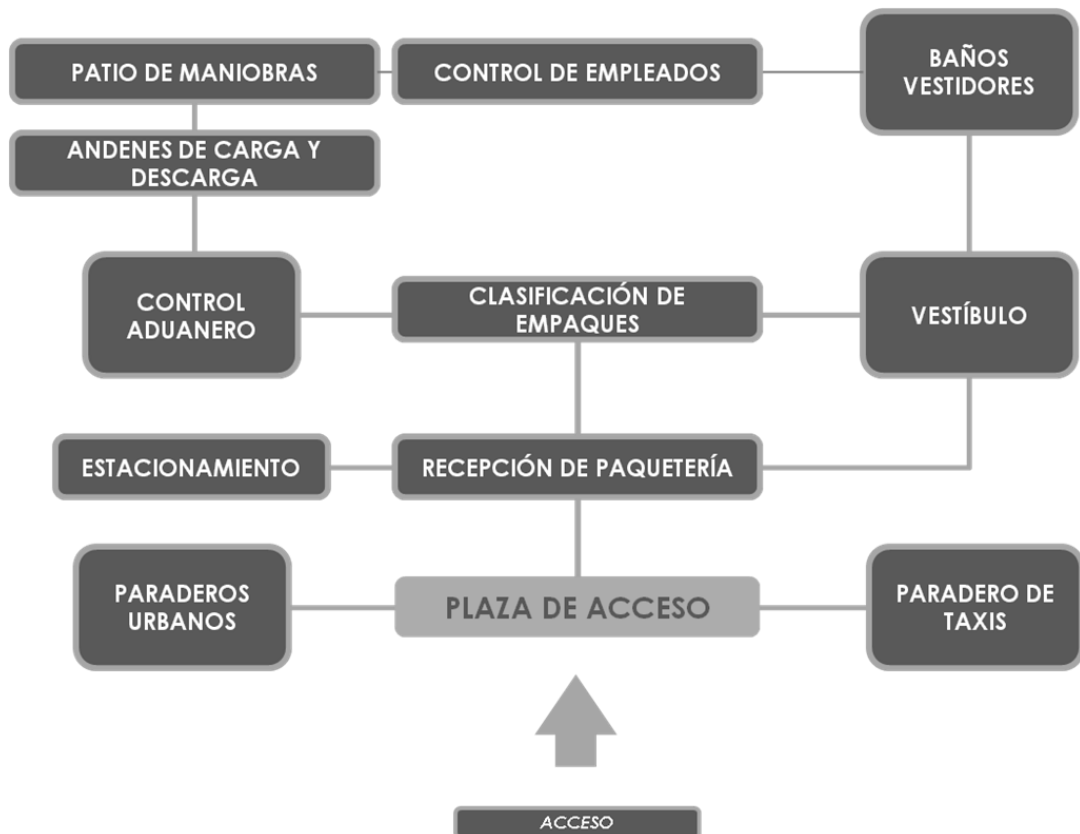 PATIO DE MANIOBRAS
CONTROL DE EMPLEADOS
BAÑOS
VESTIDORES
ANDENES DE CARGA Y
DESCARGA
CONTROL
ADUANERO
CLASIFICACIÓN DE
EMPAQUES
VESTÍBULO
ESTACIONAMIENTO
RECEPCIÓN DE PAQUETERÍA
PARADEROS
URBANOS
PLAZA DE ACCESO
PARADERO DE
TAXIS
ACCESO